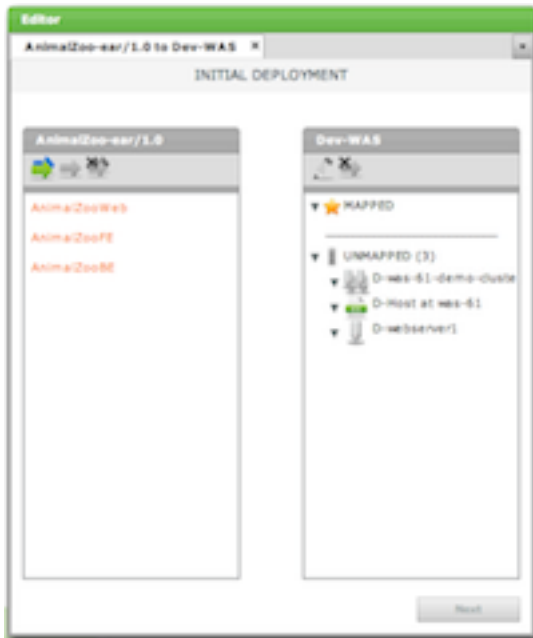 Editor
AnimalZoo-ear/1.0 to Dev-WAS
INITIAL DEPLOYMENT
AnimalZoo-ear/1.0
AnimalZooWeb
AnimalZooFE
AnimalZooBE
Dev-WAS
MAPPED
UNMAPPED (3)
D-was-61-demo-cluste
D-Host at was-61
D-webserver1
Next